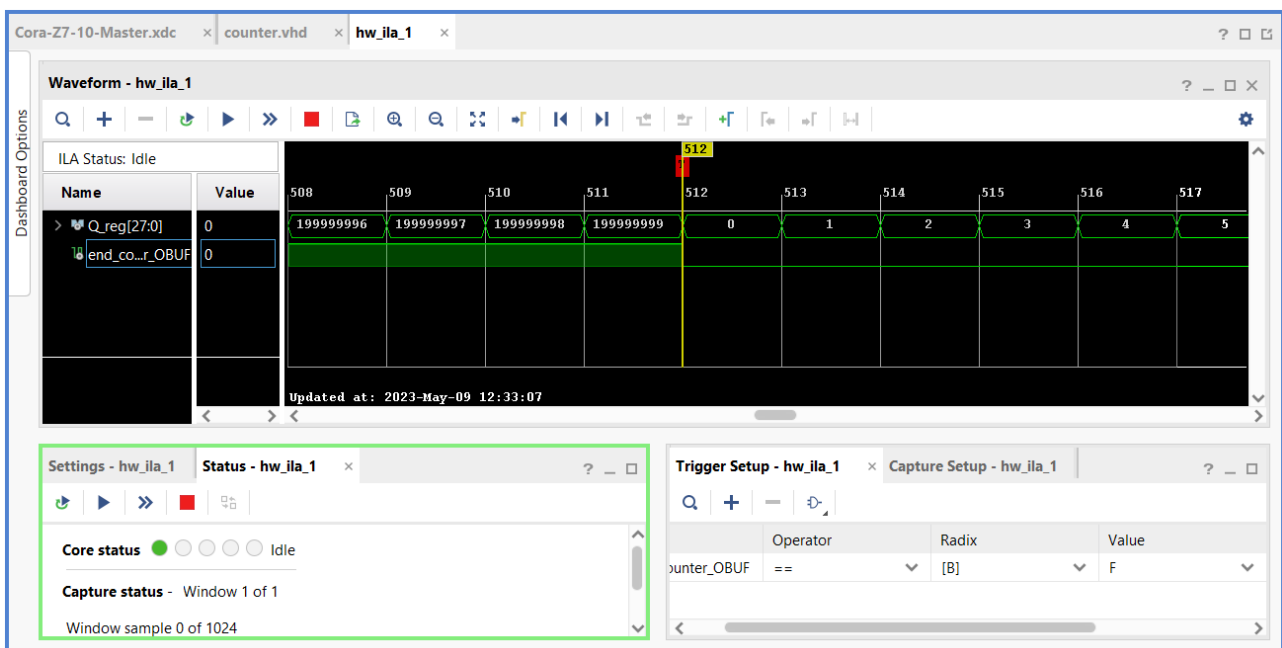 Cora-Z7-10-Master.xdc × counter.vhd × hw_ila_1 × ?
Dashboard Options
Waveform - hw_ila_1 ?
ILA Status: Idle
512
Name Value 508 509 510 511 512 513 514 515 516 517
Q_reg[27:0] 0 199999996 199999997 199999998 199999999 0 1 2 3 4 5
end_co...r_OBUF 0
Updated at: 2023-May-09 12:33:07
Settings - hw_ila_1 Status - hw_ila_1 × ?
Core status Idle
Capture status - Window 1 of 1
Window sample 0 of 1024
Trigger Setup - hw_ila_1 × Capture Setup - hw_ila_1 ?
Operator Radix Value
ounter_OBUF == [B] F